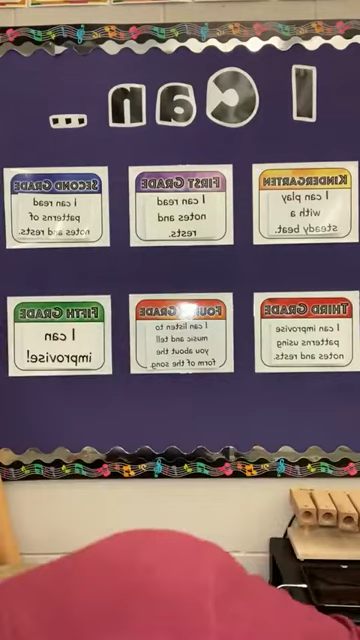 I Can ...
KINDERGARTEN
I can play
with a
steady beat.
FIRST GRADE
I can read
notes and
rests.
SECOND GRADE
i can read
patterns of
notes and rests.
THIRD GRADE
I can improvise
patterns using
notes and rests.
FOURTH GRADE
I can listen to
music and tell
you about the
form of the song
FIFTH GRADE
I can
improvise!